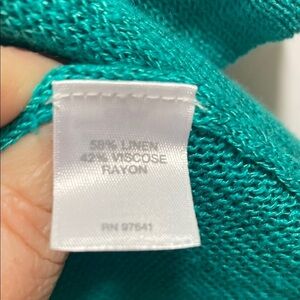 58% LINEN
42% VISCOSE
RAYON
RN 97641